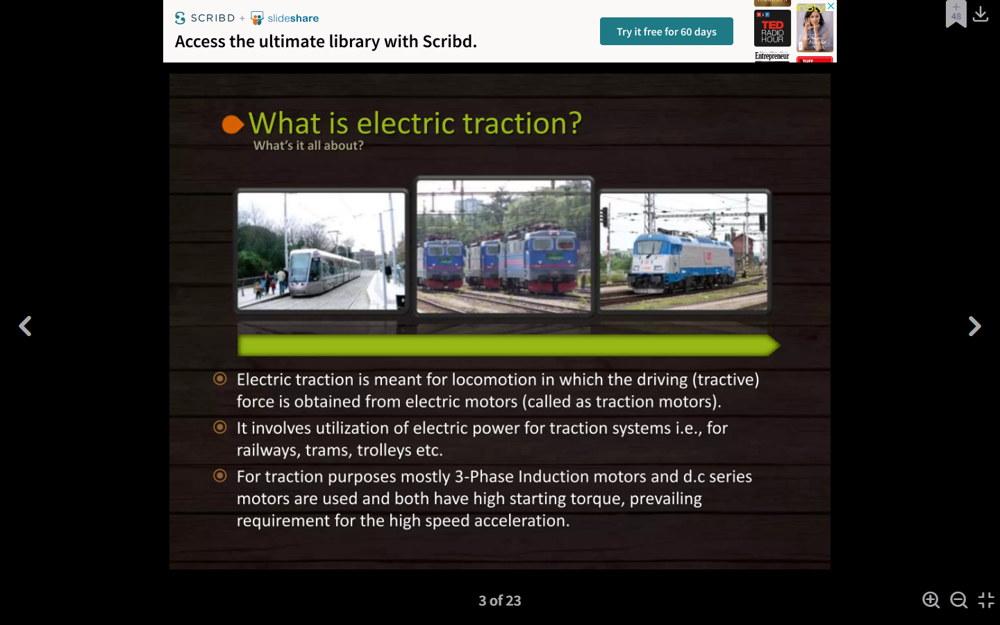 SCRIBD + slideshare
Access the ultimate library with Scribd.
Try it free for 60 days
TED
RADIO
HOUR
Entrepreneur
+
48
What is electric traction?
What's it all about?
Electric traction is meant for locomotion in which the driving (tractive)
force is obtained from electric motors (called as traction motors).
It involves utilization of electric power for traction systems i.e., for
railways, trams, trolleys etc.
For traction purposes mostly 3-Phase Induction motors and d.c series
motors are used and both have high starting torque, prevailing
requirement for the high speed acceleration.
3 of 23